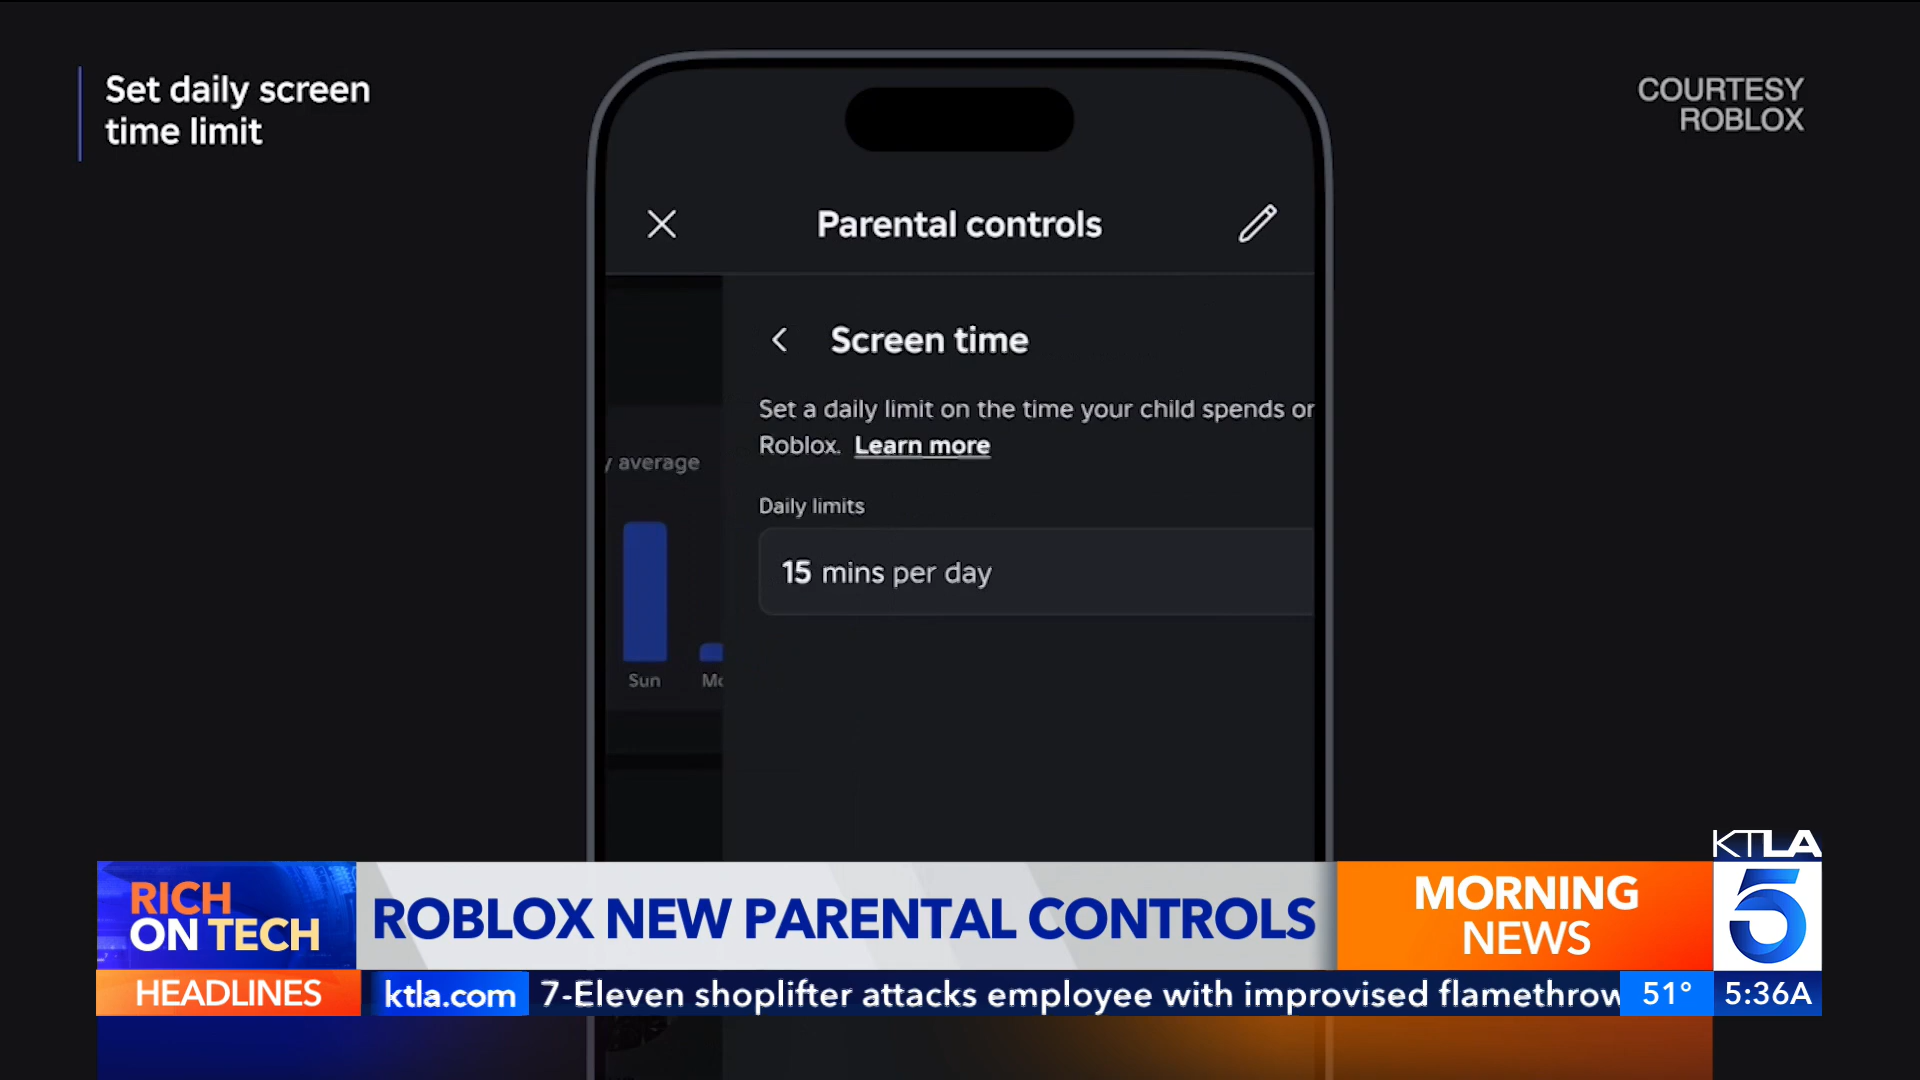 Set daily screen
time limit
COURTESY
ROBLOX
Parental controls
Screen time
Set a daily limit on the time your child spends
Roblox. Learn more
average
Daily limits
15 mins per day
Sun
RICH
ON TECH
ROBLOX NEW PARENTAL CONTROLS
MORNING
NEWS
KTLA
5
HEADLINES
ktla.com
7-Eleven shoplifter attacks employee with improvised flamethrow
51°
5:36A